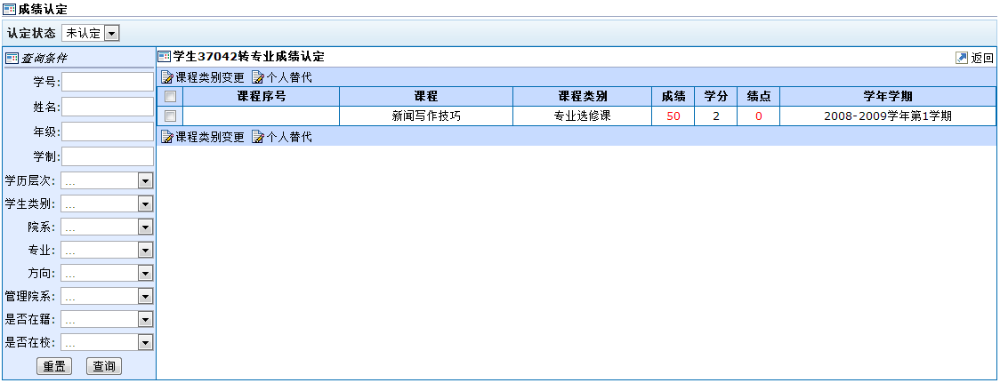 成绩认定
认定状态 未认定
查询条件
学号:
姓名:
年级:
学制:
学历层次: ...
学生类别: ...
院系: ...
专业: ...
方向: ...
管理院系: ...
是否在籍: ...
是否在校: ...
重置 查询
学生37042转专业成绩认定 返回
课程类别变更 个人替代
课程序号 课程 课程类别 成绩 学分 绩点 学年学期
新闻写作技巧 专业选修课 50 2 0 2008-2009学年第1学期
课程类别变更 个人替代